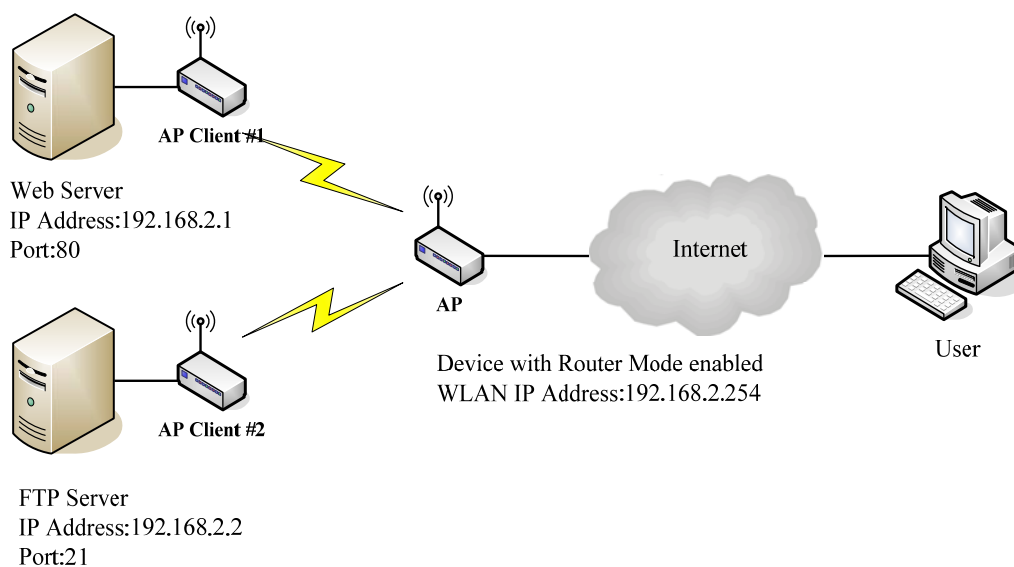 AP Client #1
Web Server
IP Address:192.168.2.1
Port:80
AP
Internet
User
Device with Router Mode enabled
WLAN IP Address:192.168.2.254
AP Client #2
FTP Server
IP Address:192.168.2.2
Port:21